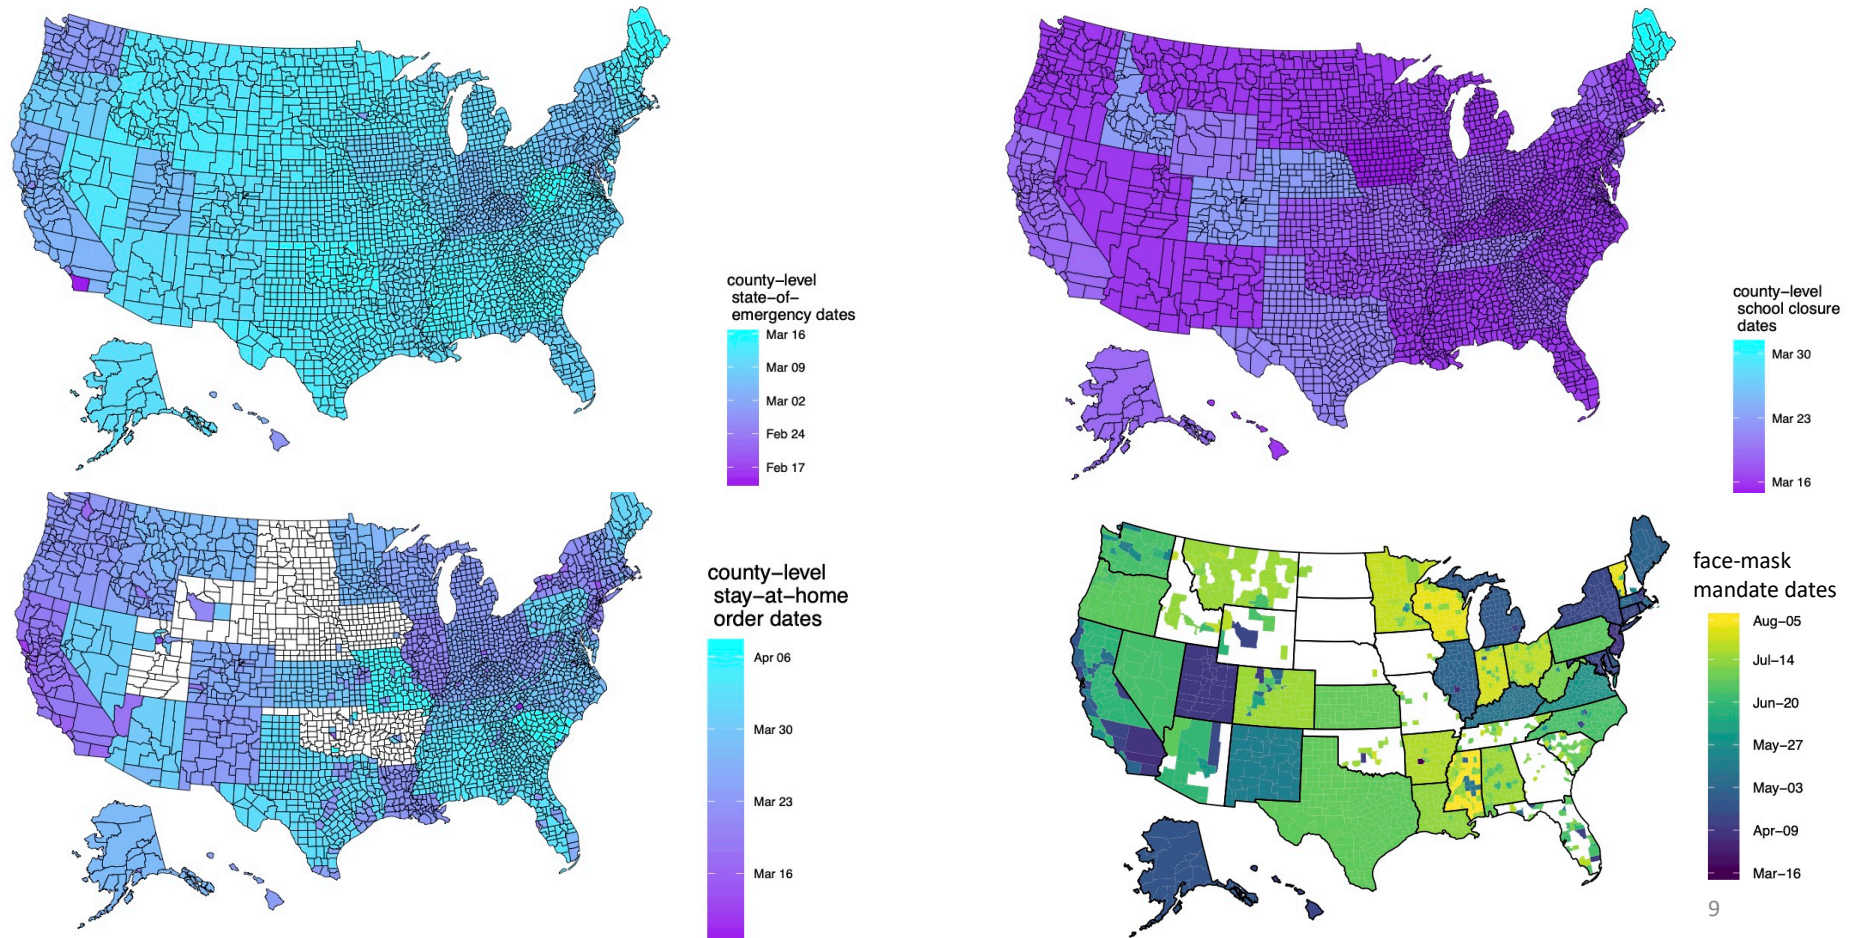 county–level
state–of–
emergency dates
Mar 16
Mar 09
Mar 02
Feb 24
Feb 17
county–level
school closure
dates
Mar 30
Mar 23
Mar 16
county–level
stay–at–home
order dates
Apr 06
Mar 30
Mar 23
Mar 16
face-mask
mandate dates
Aug–05
Jul–14
Jun–20
May–27
May–03
Apr–09
Mar–16
9